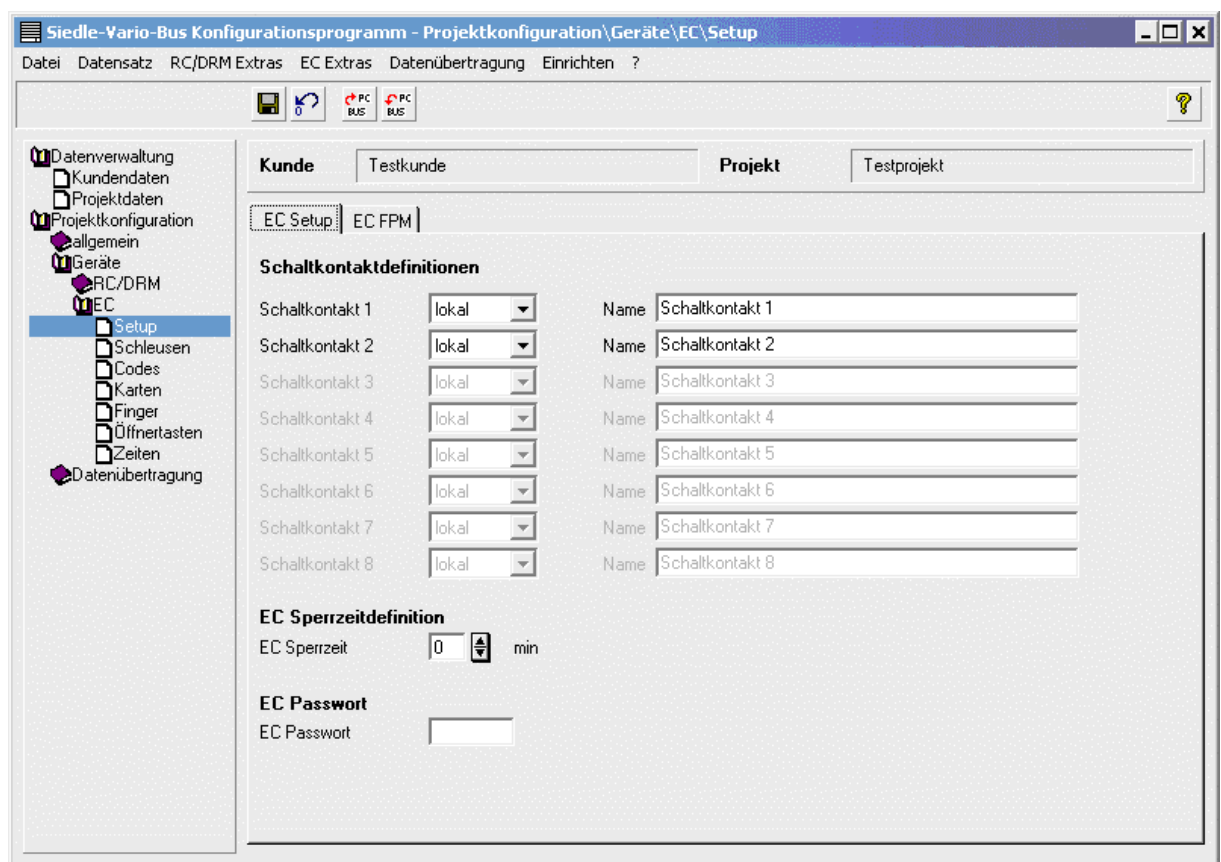 Siedle-Vario-Bus Konfigurationsprogramm - Projektkonfiguration\Geräte\EC\Setup
Datei Datensatz RC/DRM Extras EC Extras Datenübertragung Einrichten ?
0 PC BUS PC BUS ?
Datenverwaltung
Kundendaten
Projektdaten
Projektkonfiguration
allgemein
Geräte
RC/DRM
EC
Setup
Schleusen
Codes
Karten
Finger
Öffnertasten
Zeiten
Datenübertragung
Kunde Testkunde Projekt Testprojekt
EC Setup EC FPM
Schaltkontaktdefinitionen
Schaltkontakt 1 lokal Name Schaltkontakt 1
Schaltkontakt 2 lokal Name Schaltkontakt 2
Schaltkontakt 3 lokal Name Schaltkontakt 3
Schaltkontakt 4 lokal Name Schaltkontakt 4
Schaltkontakt 5 lokal Name Schaltkontakt 5
Schaltkontakt 6 lokal Name Schaltkontakt 6
Schaltkontakt 7 lokal Name Schaltkontakt 7
Schaltkontakt 8 lokal Name Schaltkontakt 8
EC Sperrzeitdefinition
EC Sperrzeit 0 min
EC Passwort
EC Passwort